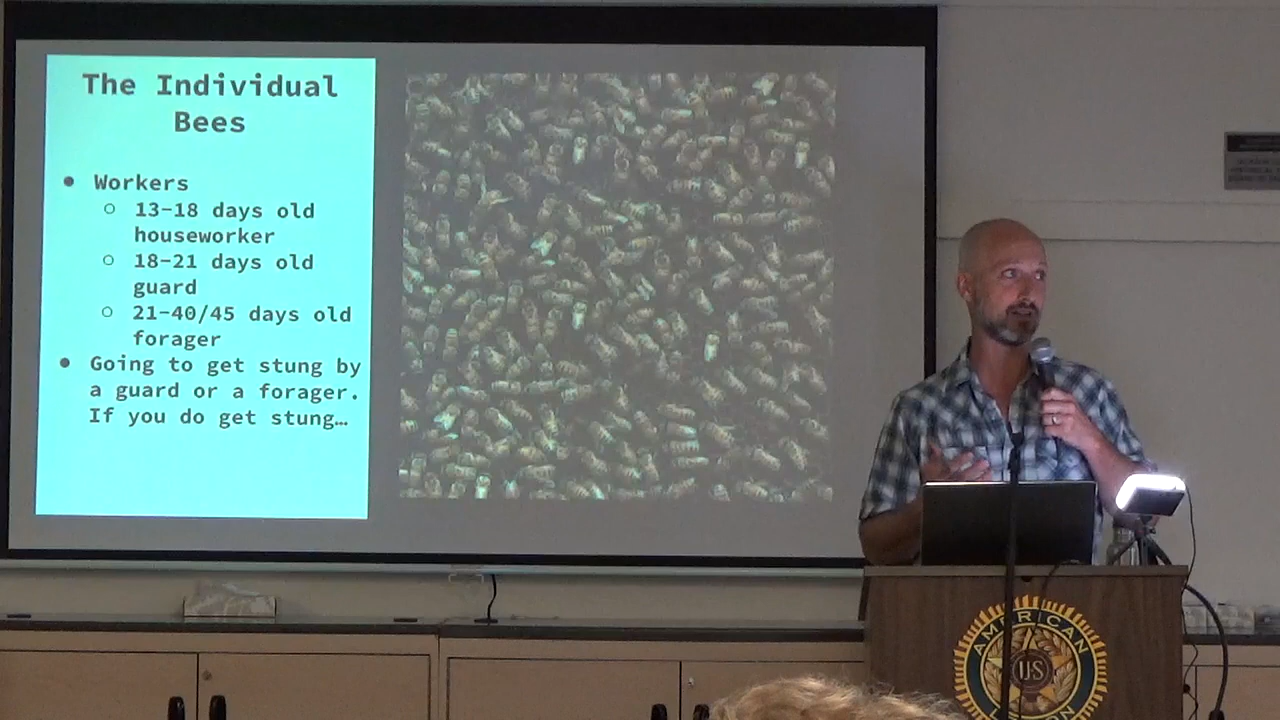 The Individual
Bees
● Workers
○ 13-18 days old
houseworker
○ 18-21 days old
guard
○ 21-40/45 days old
forager
● Going to get stung by
a guard or a forager.
If you do get stung…
AMERICAN
US
LEGION